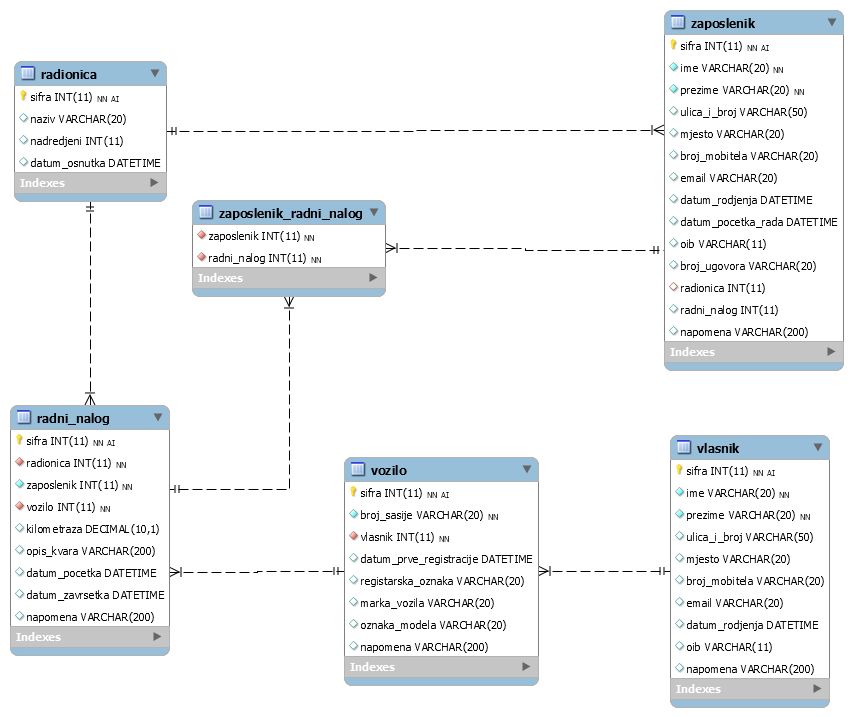 radionica
sifra INT(11) NN AI
naziv VARCHAR(20)
nadredjeni INT(11)
datum_osnutka DATETIME
Indexes
zaposlenik
sifra INT(11) NN AI
ime VARCHAR(20) NN
prezime VARCHAR(20) NN
ulica_i_broj VARCHAR(50)
mjesto VARCHAR(20)
broj_mobitela VARCHAR(20)
email VARCHAR(20)
datum_rodjenja DATETIME
datum_pocetka_rada DATETIME
oib VARCHAR(11)
broj_ugovora VARCHAR(20)
radionica INT(11)
radni_nalog INT(11)
napomena VARCHAR(200)
Indexes
zaposlenik_radni_nalog
zaposlenik INT(11) NN
radni_nalog INT(11) NN
Indexes
radni_nalog
sifra INT(11) NN AI
radionica INT(11) NN
zaposlenik INT(11) NN
vozilo INT(11) NN
kilometraza DECIMAL(10,1)
opis_kvara VARCHAR(200)
datum_pocetka DATETIME
datum_zavrsetka DATETIME
napomena VARCHAR(200)
Indexes
vozilo
sifra INT(11) NN AI
broj_sasije VARCHAR(20) NN
vlasnik INT(11) NN
datum_prve_registracije DATETIME
registarska_oznaka VARCHAR(20)
marka_vozila VARCHAR(20)
oznaka_modela VARCHAR(20)
napomena VARCHAR(200)
Indexes
vlasnik
sifra INT(11) NN AI
ime VARCHAR(20) NN
prezime VARCHAR(20) NN
ulica_i_broj VARCHAR(50)
mjesto VARCHAR(20)
broj_mobitela VARCHAR(20)
email VARCHAR(20)
datum_rodjenja DATETIME
oib VARCHAR(11)
napomena VARCHAR(200)
Indexes